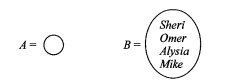 A =
B =
Sheri
Omer
Alysia
Mike